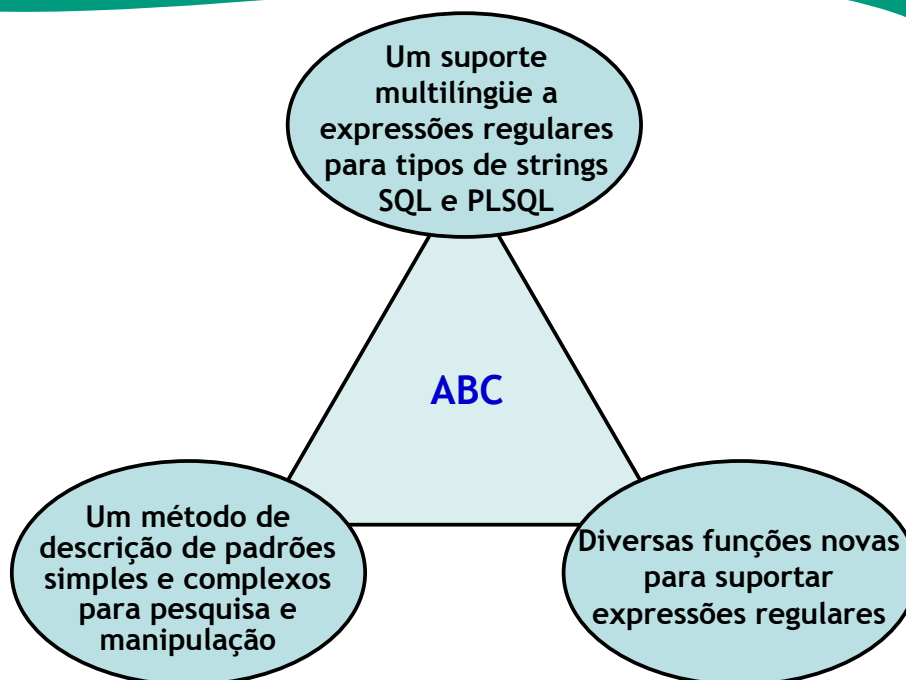 Um suporte
multilíngüe a
expressões regulares
para tipos de strings
SQL e PLSQL
ABC
Um método de
descrição de padrões
simples e complexos
para pesquisa e
manipulação
Diversas funções novas
para suportar
expressões regulares